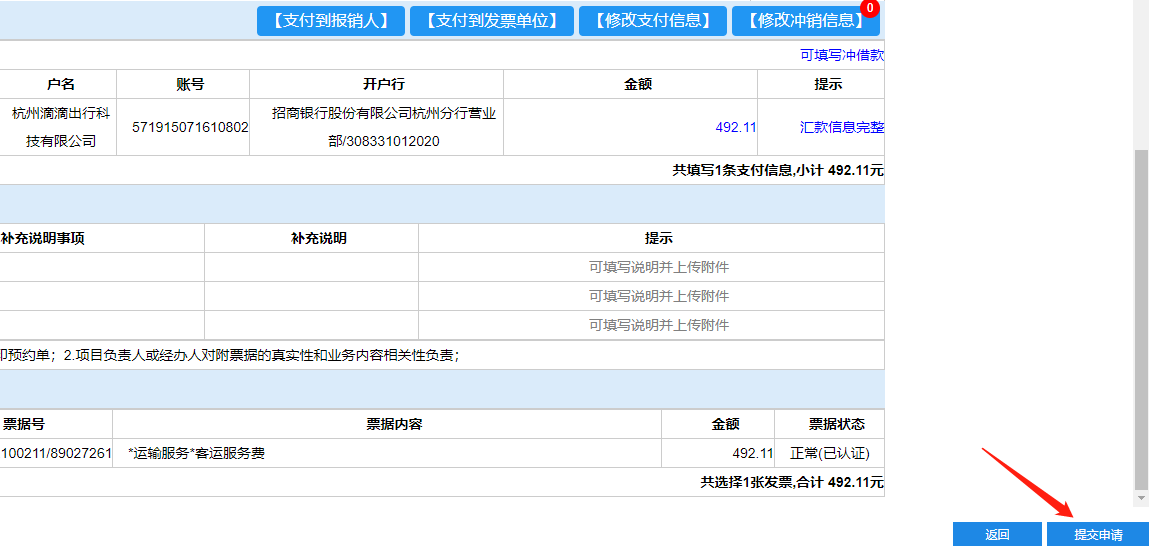 【支付到报销人】 【支付到发票单位】 【修改支付信息】 【修改冲销信息】 0
可填写冲借款
户名 账号 开户行 金额 提示
杭州滴滴出行科 招商银行股份有限公司杭州分行营业
571915071610802 492.11 汇款信息完整
技有限公司 部/308331012020
共填写1条支付信息,小计 492.11元
补充说明事项 补充说明 提示
可填写说明并上传附件
可填写说明并上传附件
可填写说明并上传附件
印预约单；2.项目负责人或经办人对附票据的真实性和业务内容相关性负责；
票据号 票据内容 金额 票据状态
100211/89027261 *运输服务*客运服务费 492.11 正常(已认证)
共选择1张发票,合计 492.11元
返回 提交申请